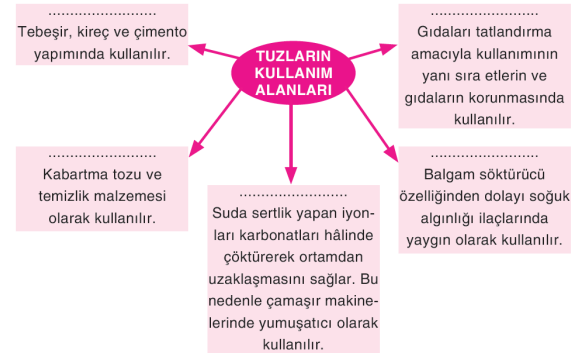 .........................
Tebeşir, kireç ve çimento
yapımında kullanılır.
TUZLARIN
KULLANIM
ALANLARI
.........................
Gıdaları tatlandırma
amacıyla kullanımının
yanı sıra etlerin ve
gıdaların korunmasında
kullanılır.
.........................
Kabartma tozu ve
temizlik malzemesi
olarak kullanılır.
.........................
Suda sertlik yapan iyon-
ları karbonatları hâlinde
çöktürerek ortamdan
uzaklaşmasını sağlar. Bu
nedenle çamaşır makine-
lerinde yumuşatıcı olarak
kullanılır.
.........................
Balgam söktürücü
özelliğinden dolayı soğuk
algınlığı ilaçlarında
yaygın olarak kullanılır.